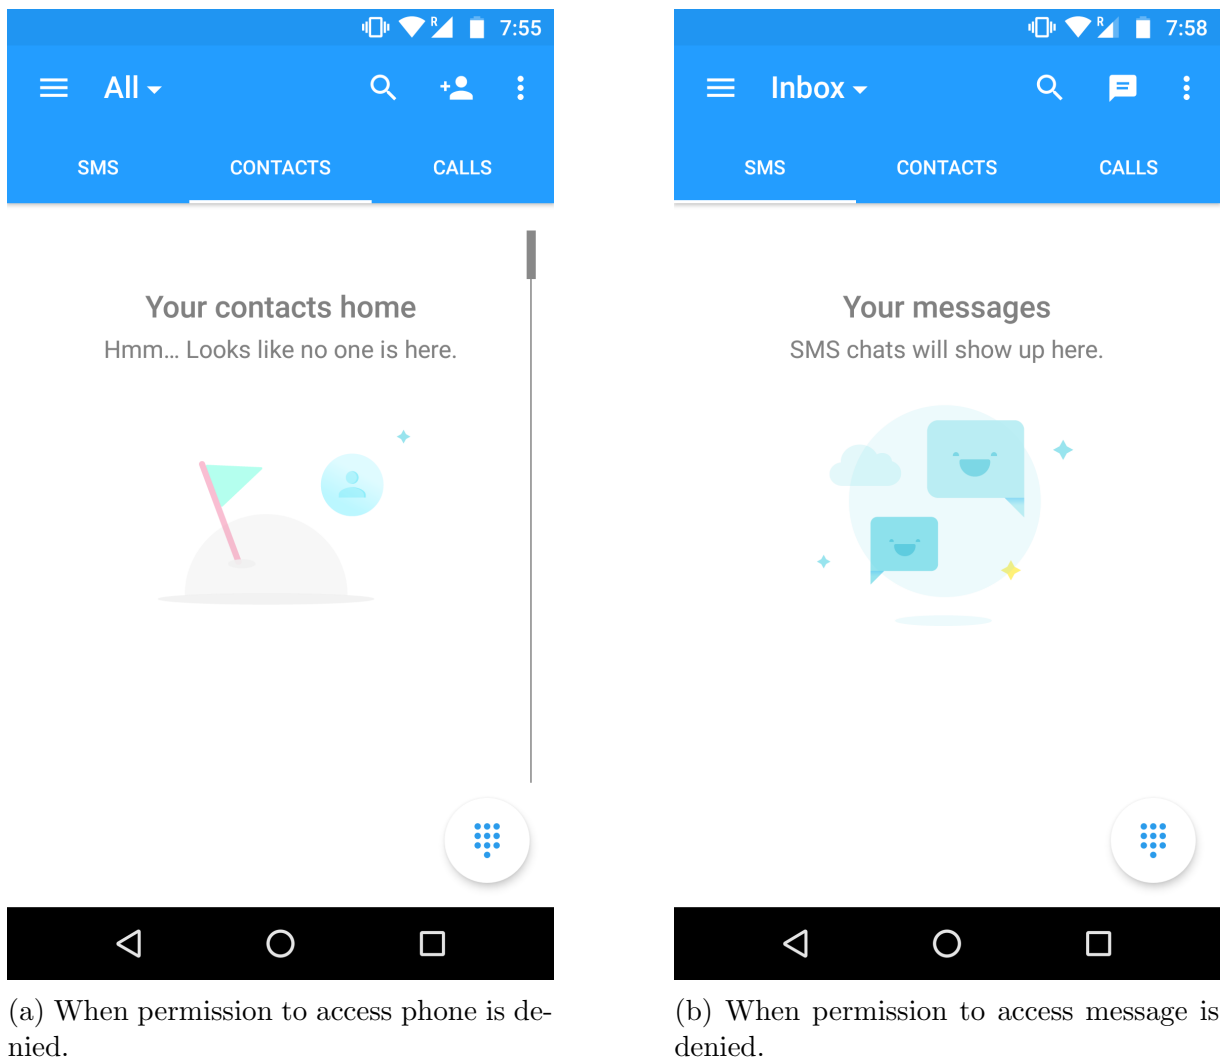 R 7:55
All
SMS CONTACTS CALLS
Your contacts home
Hmm... Looks like no one is here.
(a) When permission to access phone is de-
nied.
R 7:58
Inbox
SMS CONTACTS CALLS
Your messages
SMS chats will show up here.
(b) When permission to access message is
denied.